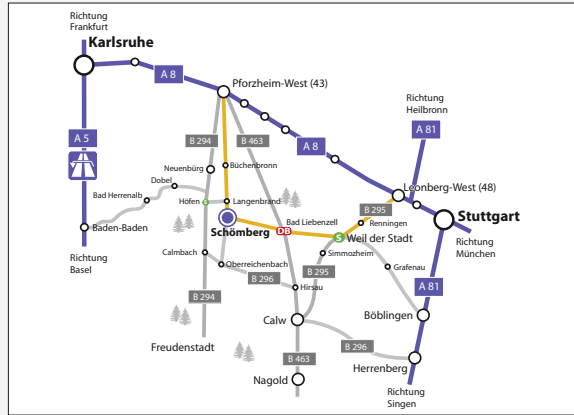 Richtung
Frankfurt
Karlsruhe
A 8
Pforzheim-West (43)
Richtung
Heilbronn
A 5
B 294
B 463
A 8
A 81
Büchenbronn
Neuenbürg
Dobel
Bad Herrenalb
Höfen
S
Langenbrand
Leonberg-West (48)
B 295
Baden-Baden
Schömberg
Bad Liebenzell
DB
Renningen
Stuttgart
S
Weil der Stadt
Richtung
München
Richtung
Basel
Calmbach
Oberreichenbach
Simmozheim
Grafenau
B 296
B 295
Hirsau
A 81
B 294
Calw
Böblingen
Freudenstadt
B 463
B 296
Herrenberg
Nagold
Richtung
Singen